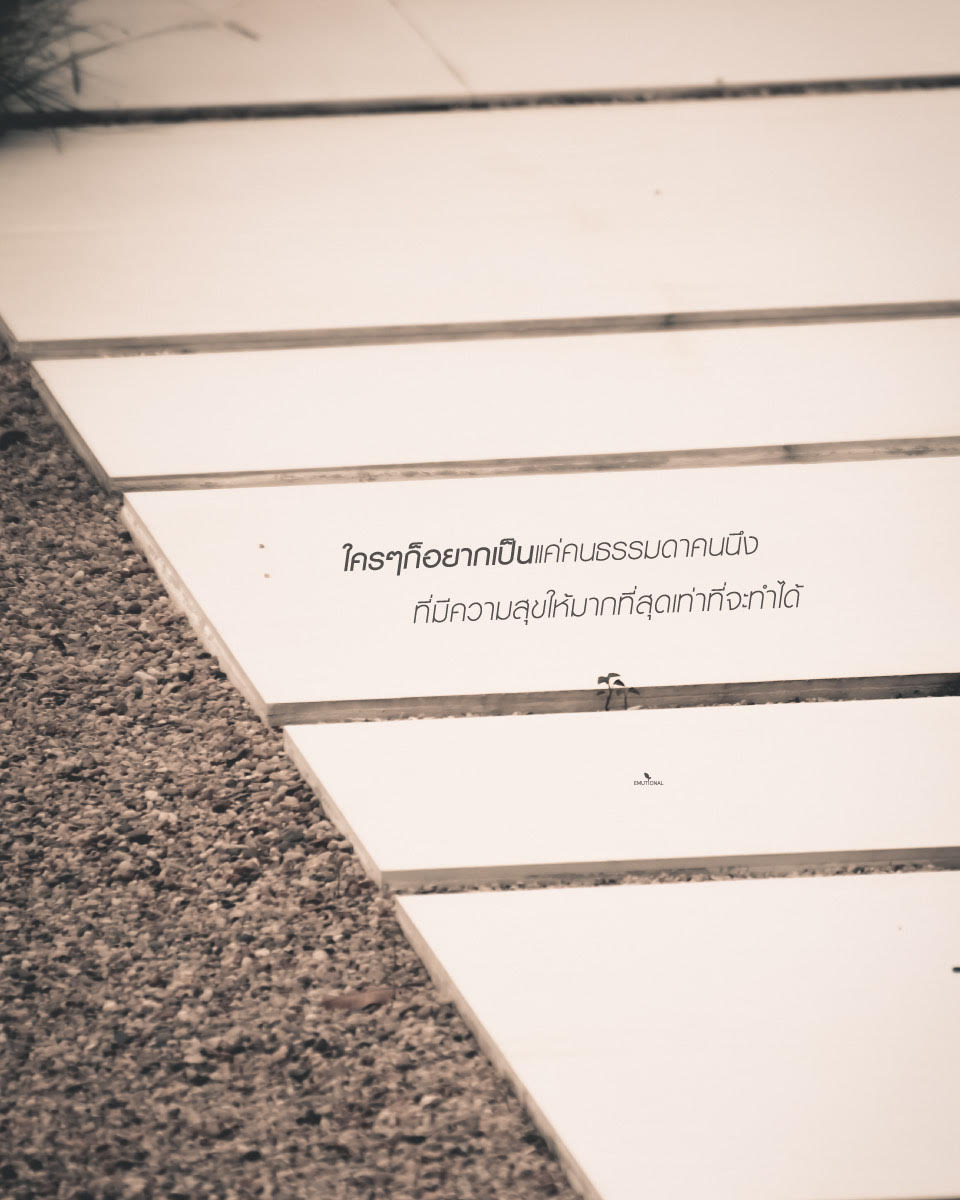 ใครๆก็อยากเป็นแค่คนธรรมดาคนนึง
ที่มีความสุขให้มากที่สุดเท่าที่จะทำได้
EMUTIONAL